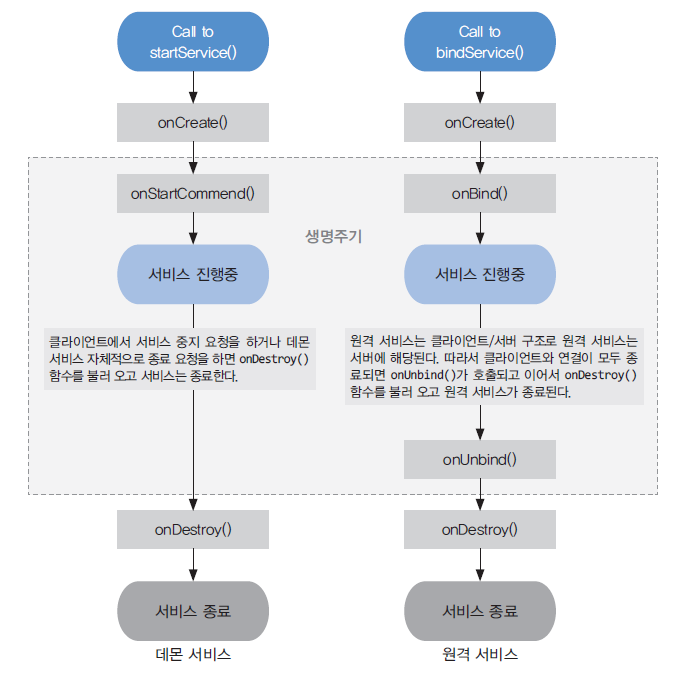 Call to
startService()
onCreate()
onStartCommend()
서비스 진행중
클라이언트에서 서비스 중지 요청을 하거나 데몬
서비스 자체적으로 종료 요청을 하면 onDestroy()
함수를 불러 오고 서비스는 종료한다.
onDestroy()
서비스 종료
데몬 서비스
생명주기
Call to
bindService()
onCreate()
onBind()
서비스 진행중
원격 서비스는 클라이언트/서버 구조로 원격 서비스는
서버에 해당된다. 따라서 클라이언트와 연결이 모두 종
료되면 onUnbind()가 호출되고 이어서 onDestroy()
함수를 불러 오고 원격 서비스가 종료된다.
onUnbind()
onDestroy()
서비스 종료
원격 서비스